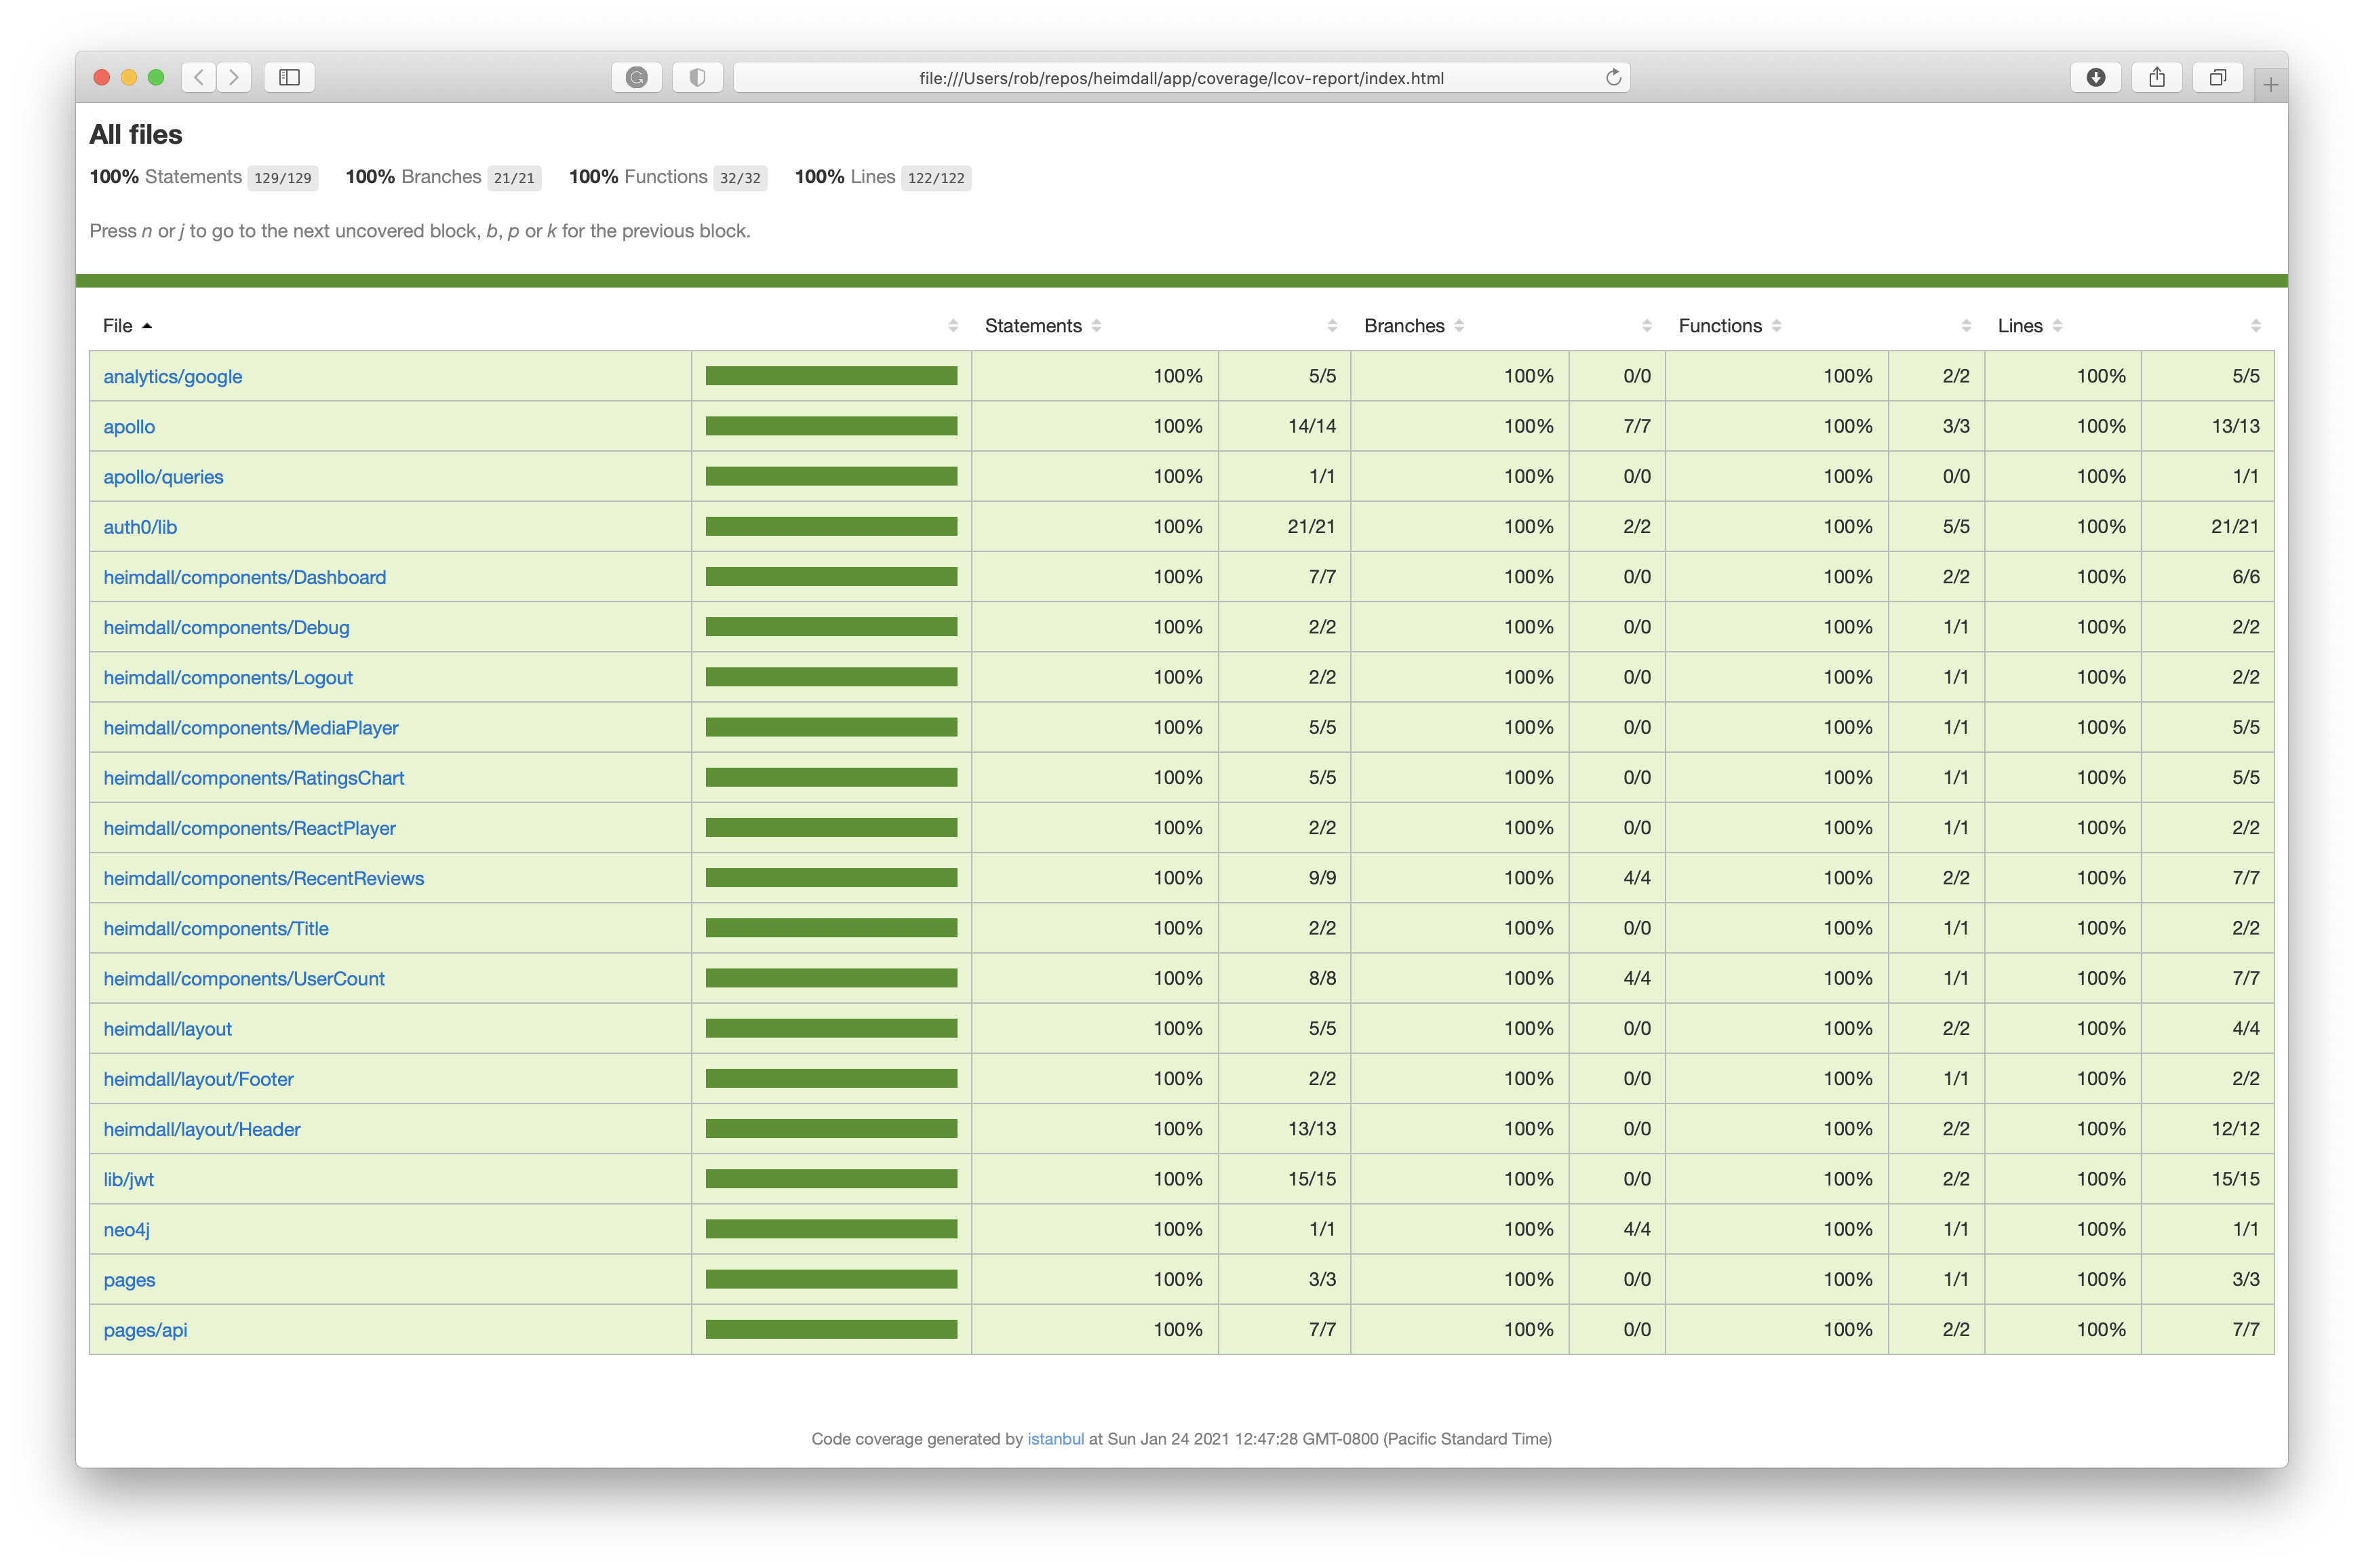 file:///Users/rob/repos/heimdall/app/coverage/lcov-report/index.html
All files
100% Statements 129/129 100% Branches 21/21 100% Functions 32/32 100% Lines 122/122
Press n or j to go to the next uncovered block, b, p or k for the previous block.
File Statements Branches Functions Lines
analytics/google 100% 5/5 100% 0/0 100% 2/2 100% 5/5
apollo 100% 14/14 100% 7/7 100% 3/3 100% 13/13
apollo/queries 100% 1/1 100% 0/0 100% 0/0 100% 1/1
auth0/lib 100% 21/21 100% 2/2 100% 5/5 100% 21/21
heimdall/components/Dashboard 100% 7/7 100% 0/0 100% 2/2 100% 6/6
heimdall/components/Debug 100% 2/2 100% 0/0 100% 1/1 100% 2/2
heimdall/components/Logout 100% 2/2 100% 0/0 100% 1/1 100% 2/2
heimdall/components/MediaPlayer 100% 5/5 100% 0/0 100% 1/1 100% 5/5
heimdall/components/RatingsChart 100% 5/5 100% 0/0 100% 1/1 100% 5/5
heimdall/components/ReactPlayer 100% 2/2 100% 0/0 100% 1/1 100% 2/2
heimdall/components/RecentReviews 100% 9/9 100% 4/4 100% 2/2 100% 7/7
heimdall/components/Title 100% 2/2 100% 0/0 100% 1/1 100% 2/2
heimdall/components/UserCount 100% 8/8 100% 4/4 100% 1/1 100% 7/7
heimdall/layout 100% 5/5 100% 0/0 100% 2/2 100% 4/4
heimdall/layout/Footer 100% 2/2 100% 0/0 100% 1/1 100% 2/2
heimdall/layout/Header 100% 13/13 100% 0/0 100% 2/2 100% 12/12
lib/jwt 100% 15/15 100% 0/0 100% 2/2 100% 15/15
neo4j 100% 1/1 100% 4/4 100% 1/1 100% 1/1
pages 100% 3/3 100% 0/0 100% 1/1 100% 3/3
pages/api 100% 7/7 100% 0/0 100% 2/2 100% 7/7
Code coverage generated by istanbul at Sun Jan 24 2021 12:47:28 GMT-0800 (Pacific Standard Time)